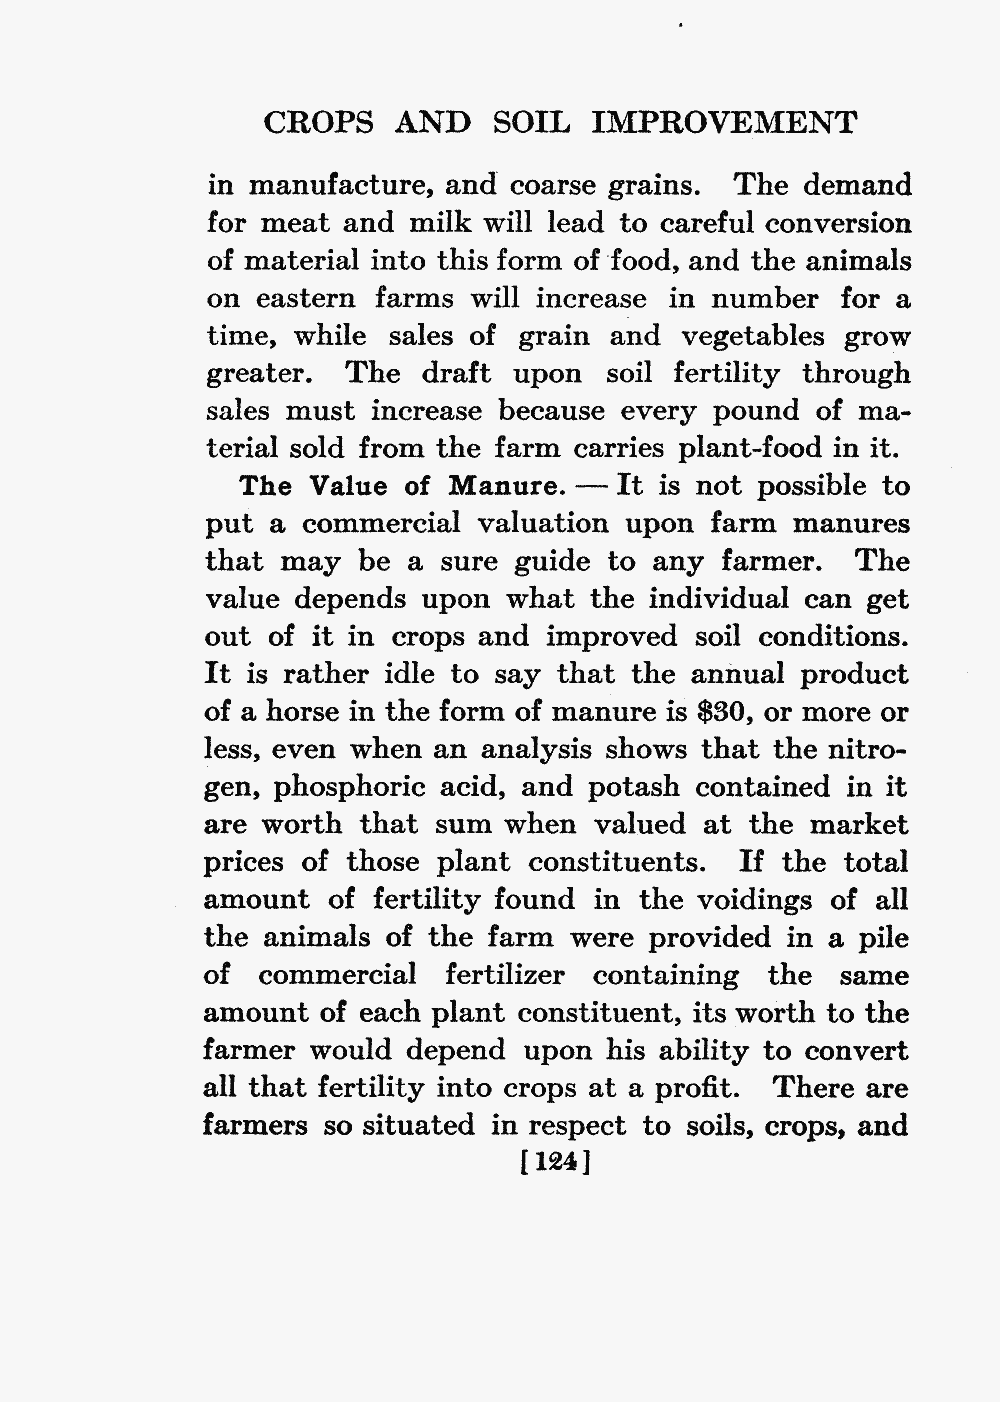 CROPS AND SOIL IMPROVEMENT
in manufacture, and coarse grains. The demand
for meat and milk will lead to careful conversion
of material into this form of food, and the animals
on eastern farms will increase in number for a
time, while sales of grain and vegetables grow
greater. The draft upon soil fertility through
sales must increase because every pound of ma-
terial sold from the farm carries plant-food in it.
The Value of Manure. — It is not possible to
put a commercial valuation upon farm manures
that may be a sure guide to any farmer. The
value depends upon what the individual can get
out of it in crops and improved soil conditions.
It is rather idle to say that the annual product
of a horse in the form of manure is $30, or more or
less, even when an analysis shows that the nitro-
gen, phosphoric acid, and potash contained in it
are worth that sum when valued at the market
prices of those plant constituents. If the total
amount of fertility found in the voidings of all
the animals of the farm were provided in a pile
of commercial fertilizer containing the same
amount of each plant constituent, its worth to the
farmer would depend upon his ability to convert
all that fertility into crops at a profit. There are
farmers so situated in respect to soils, crops, and
[124]